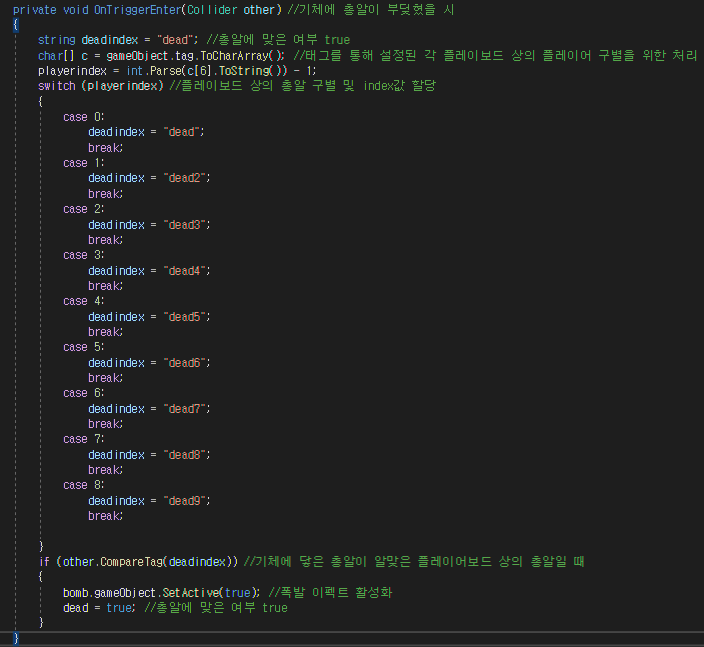 private void OnTriggerEnter(Collider other) //기체에 총알이 부딪혔을 시
{
string deadindex = "dead"; //총알에 맞은 여부 true
char[] c = gameObject.tag.ToCharArray(); //태그를 통해 설정된 각 플레이보드 상의 플레이어 구별을 위한 처리
playerindex = int.Parse(c[6].ToString()) - 1;
switch (playerindex) //플레이보드 상의 총알 구별 및 index값 할당
{
case 0:
deadindex = "dead";
break;
case 1:
deadindex = "dead2";
break;
case 2:
deadindex = "dead3";
break;
case 3:
deadindex = "dead4";
break;
case 4:
deadindex = "dead5";
break;
case 5:
deadindex = "dead6";
break;
case 6:
deadindex = "dead7";
break;
case 7:
deadindex = "dead8";
break;
case 8:
deadindex = "dead9";
break;
}
if (other.CompareTag(deadindex)) //기체에 닿은 총알이 알맞은 플레이어보드 상의 총알일 때
{
bomb.gameObject.SetActive(true); //폭발 이펙트 활성화
dead = true; //총알에 맞은 여부 true
}
}